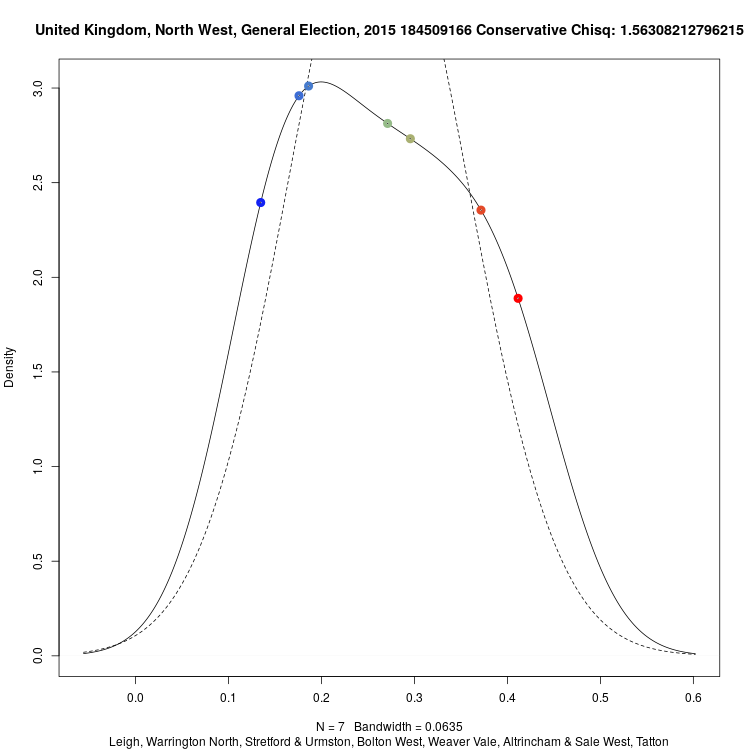 United Kingdom, North West, General Election, 2015 184509166 Conservative Chisq: 1.56308212796215
Density
3.0
2.5
2.0
1.5
1.0
0.5
0.0
0.0 0.1 0.2 0.3 0.4 0.5 0.6
N = 7 Bandwidth = 0.0635
Leigh, Warrington North, Stretford & Urmston, Bolton West, Weaver Vale, Altrincham & Sale West, Tatton